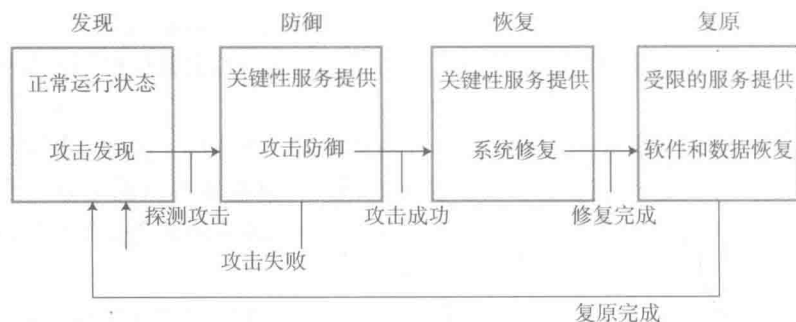 发现
防御
恢复
复原
正常运行状态
攻击发现
关键性服务提供
攻击防御
关键性服务提供
系统修复
受限的服务提供
软件和数据恢复
探测攻击
攻击成功
修复完成
攻击失败
复原完成